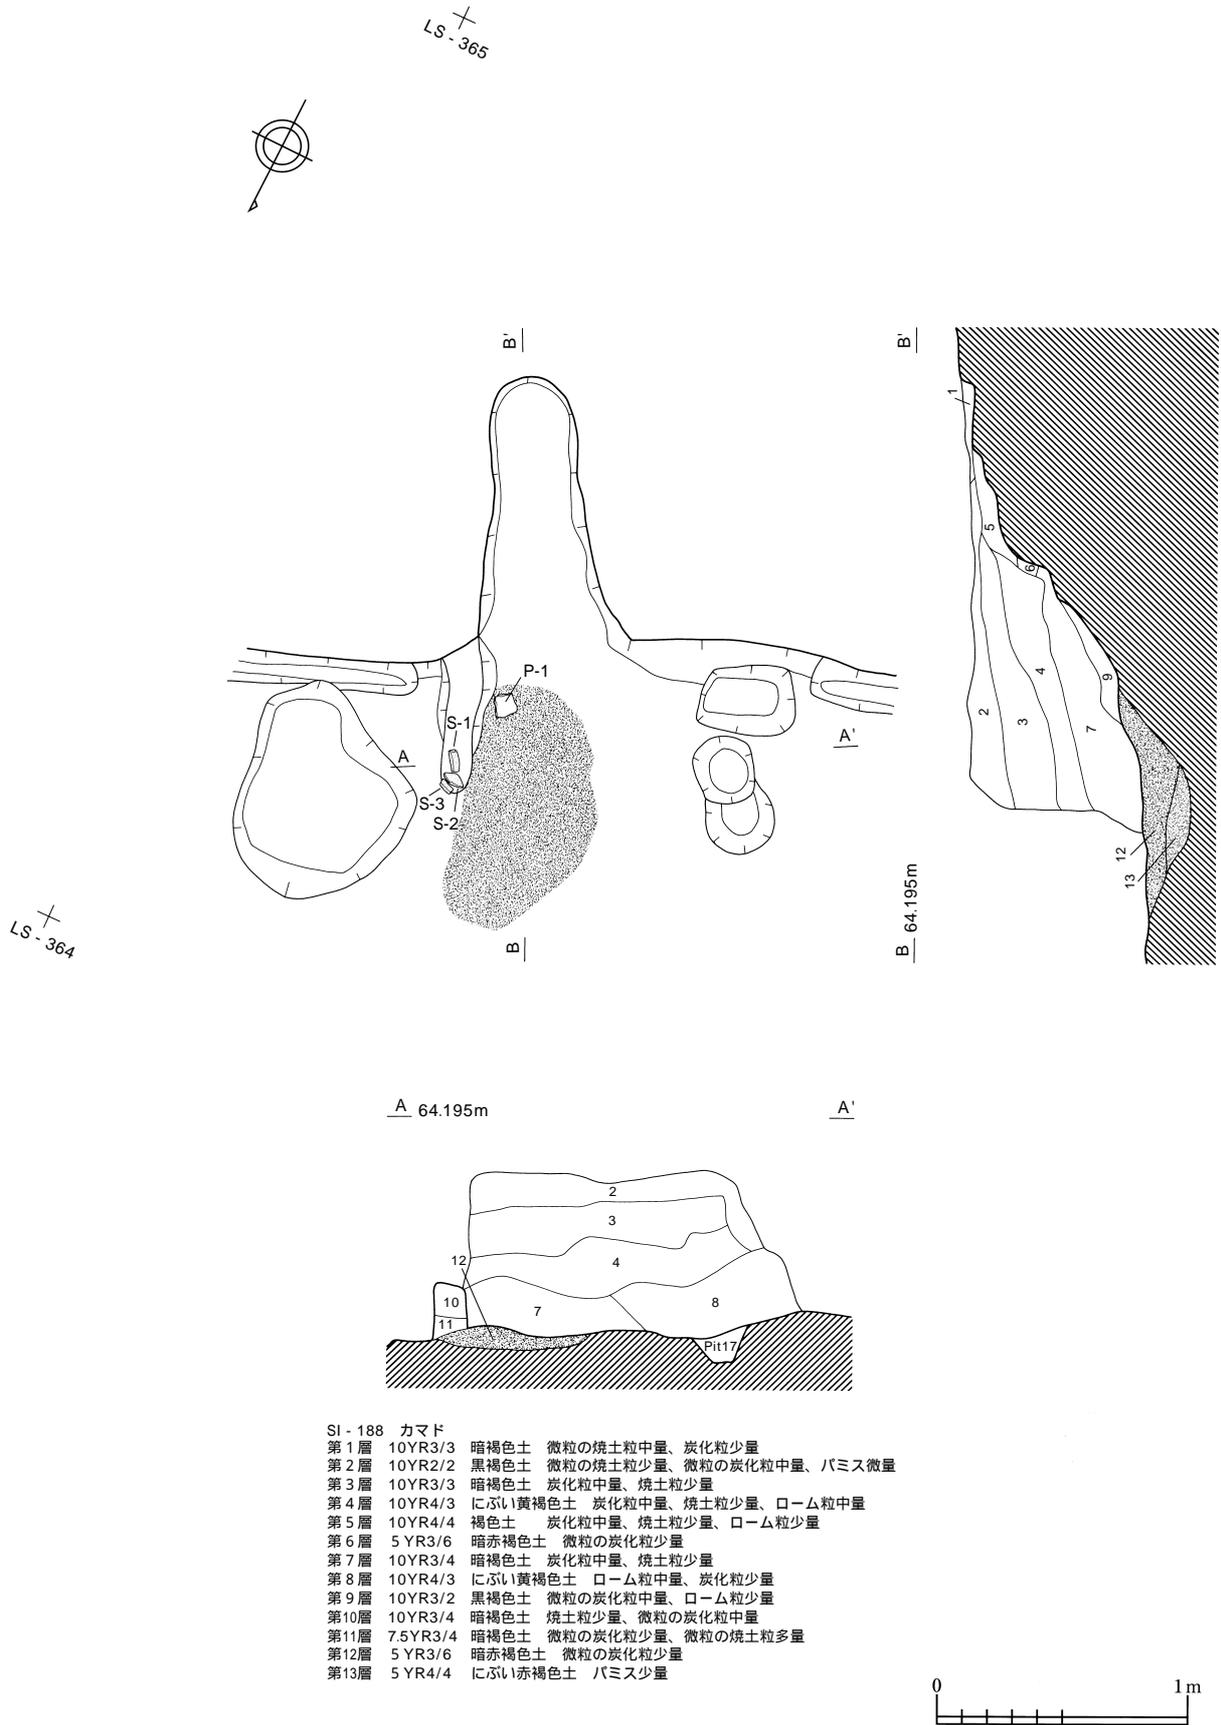 LS - 365
B'
B'
1
5
6
P-1
4
9
S-1
2
3
7
A
A'
S-3
S-2
12
13
B 64.195m
LS - 364
B
A 64.195m
A'
2
3
12
4
10
7
8
11
Pit17
SI - 188　カマド
第1層　10YR3/3　暗褐色土　微粒の焼土粒中量、炭化粒少量
第2層　10YR2/2　黒褐色土　微粒の焼土粒少量、微粒の炭化粒中量、パミス微量
第3層　10YR3/3　暗褐色土　炭化粒中量、焼土粒少量
第4層　10YR4/3　にぶい黄褐色土　炭化粒中量、焼土粒少量、ローム粒中量
第5層　10YR4/4　褐色土　　炭化粒中量、焼土粒少量、ローム粒少量
第6層　5 YR3/6　暗赤褐色土　微粒の炭化粒少量
第7層　10YR3/4　暗褐色土　炭化粒中量、焼土粒少量
第8層　10YR4/3　にぶい黄褐色土　ローム粒中量、炭化粒少量
第9層　10YR3/2　黒褐色土　微粒の炭化粒中量、ローム粒少量
第10層　10YR3/4　暗褐色土　焼土粒少量、微粒の炭化粒中量
第11層　7.5YR3/4　暗褐色土　微粒の炭化粒少量、微粒の焼土粒多量
第12層　5 YR3/6　暗赤褐色土　微粒の炭化粒少量
第13層　5 YR4/4　にぶい赤褐色土　パミス少量
0　1m